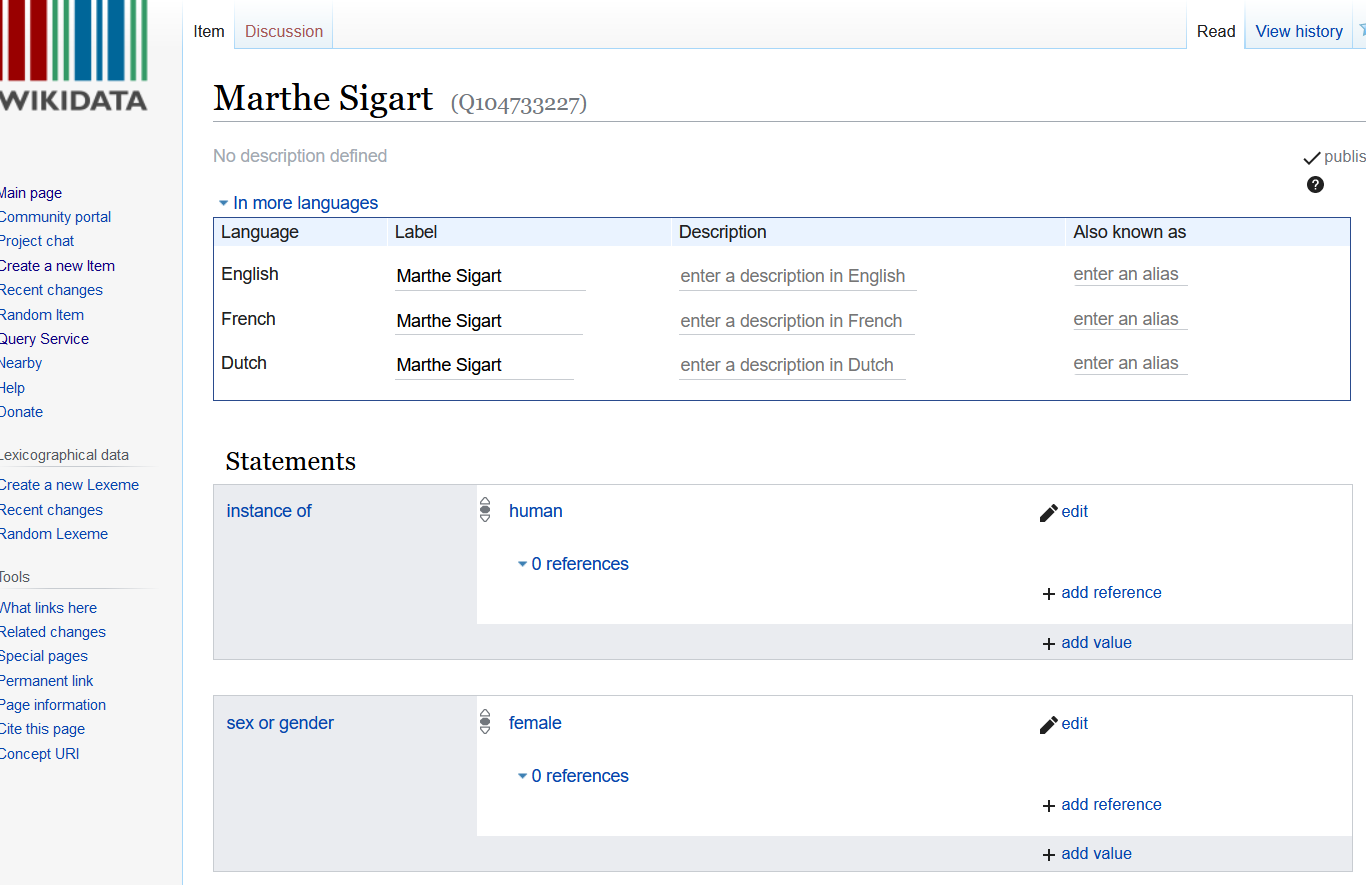 WIKIDATA
Item
Discussion
Read
View history
Marthe Sigart (Q104733227)
No description defined
In more languages
Language Label Description Also known as
English Marthe Sigart enter a description in English enter an alias
French Marthe Sigart enter a description in French enter an alias
Dutch Marthe Sigart enter a description in Dutch enter an alias
Statements
instance of
human
edit
0 references
+ add reference
+ add value
sex or gender
female
edit
0 references
+ add reference
+ add value
Main page
Community portal
Project chat
Create a new Item
Recent changes
Random Item
Query Service
Nearby
Help
Donate
Lexicographical data
Create a new Lexeme
Recent changes
Random Lexeme
Tools
What links here
Related changes
Special pages
Permanent link
Page information
Cite this page
Concept URI